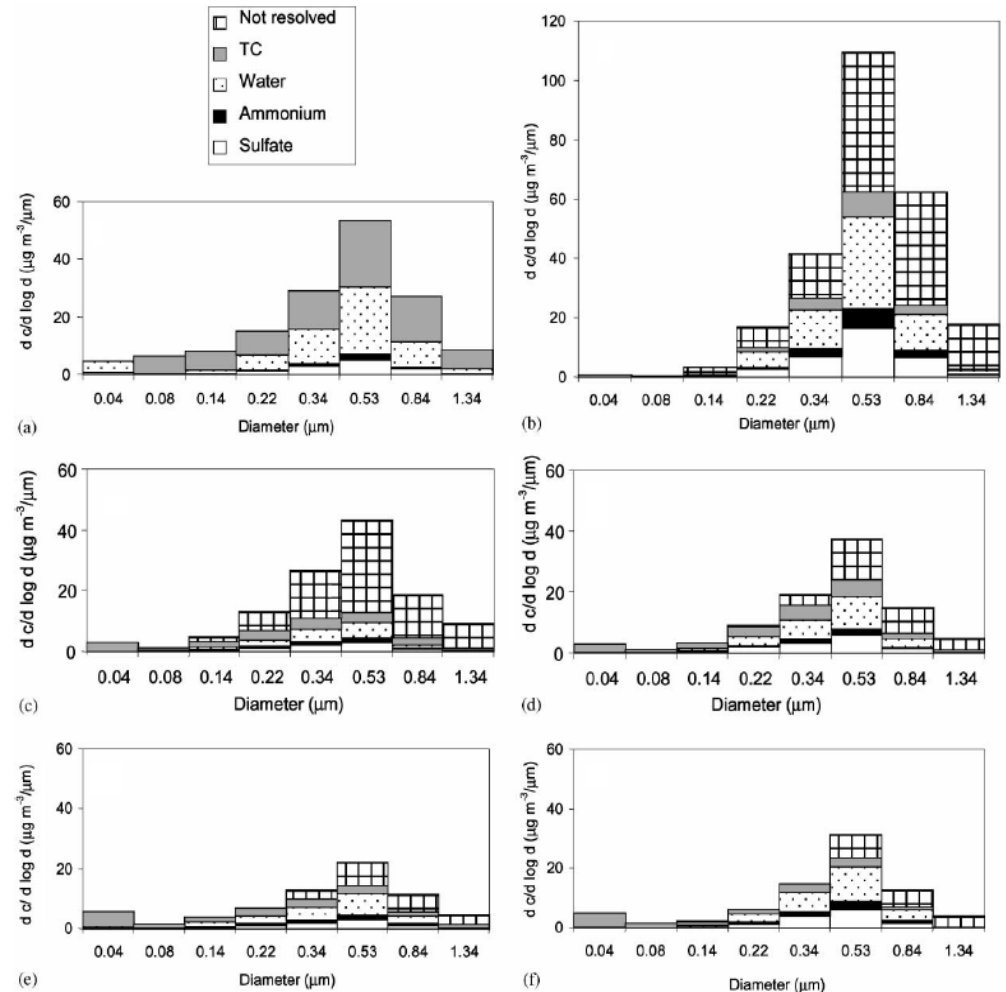 Not resolved
TC
Water
Ammonium
Sulfate
60
40
20
0
d c/d log d (μg m⁻³/μm)
0.04 0.08 0.14 0.22 0.34 0.53 0.84 1.34
(a) Diameter (μm)
120
100
80
60
40
20
0
d c/d log d (μg m⁻³/μm)
0.04 0.08 0.14 0.22 0.34 0.53 0.84 1.34
(b) Diameter (μm)
60
40
20
0
d c/d log d (μg m⁻³/μm)
0.04 0.08 0.14 0.22 0.34 0.53 0.84 1.34
(c) Diameter (μm)
60
40
20
0
d c/d log d (μg m⁻³/μm)
0.04 0.08 0.14 0.22 0.34 0.53 0.84 1.34
(d) Diameter (μm)
60
40
20
0
d c/ d log d (μg m⁻³/μm)
0.04 0.08 0.14 0.22 0.34 0.53 0.84 1.34
(e) Diameter (μm)
60
40
20
0
d c/d log d (μg m⁻³/μm)
0.04 0.08 0.14 0.22 0.34 0.53 0.84 1.34
(f) Diameter (μm)